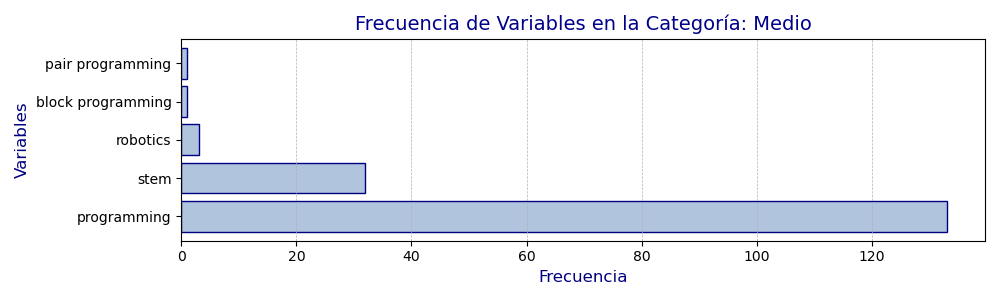 Frecuencia de Variables en la Categoría: Medio
Variables
pair programming
block programming
robotics
stem
programming
0 20 40 60 80 100 120
Frecuencia